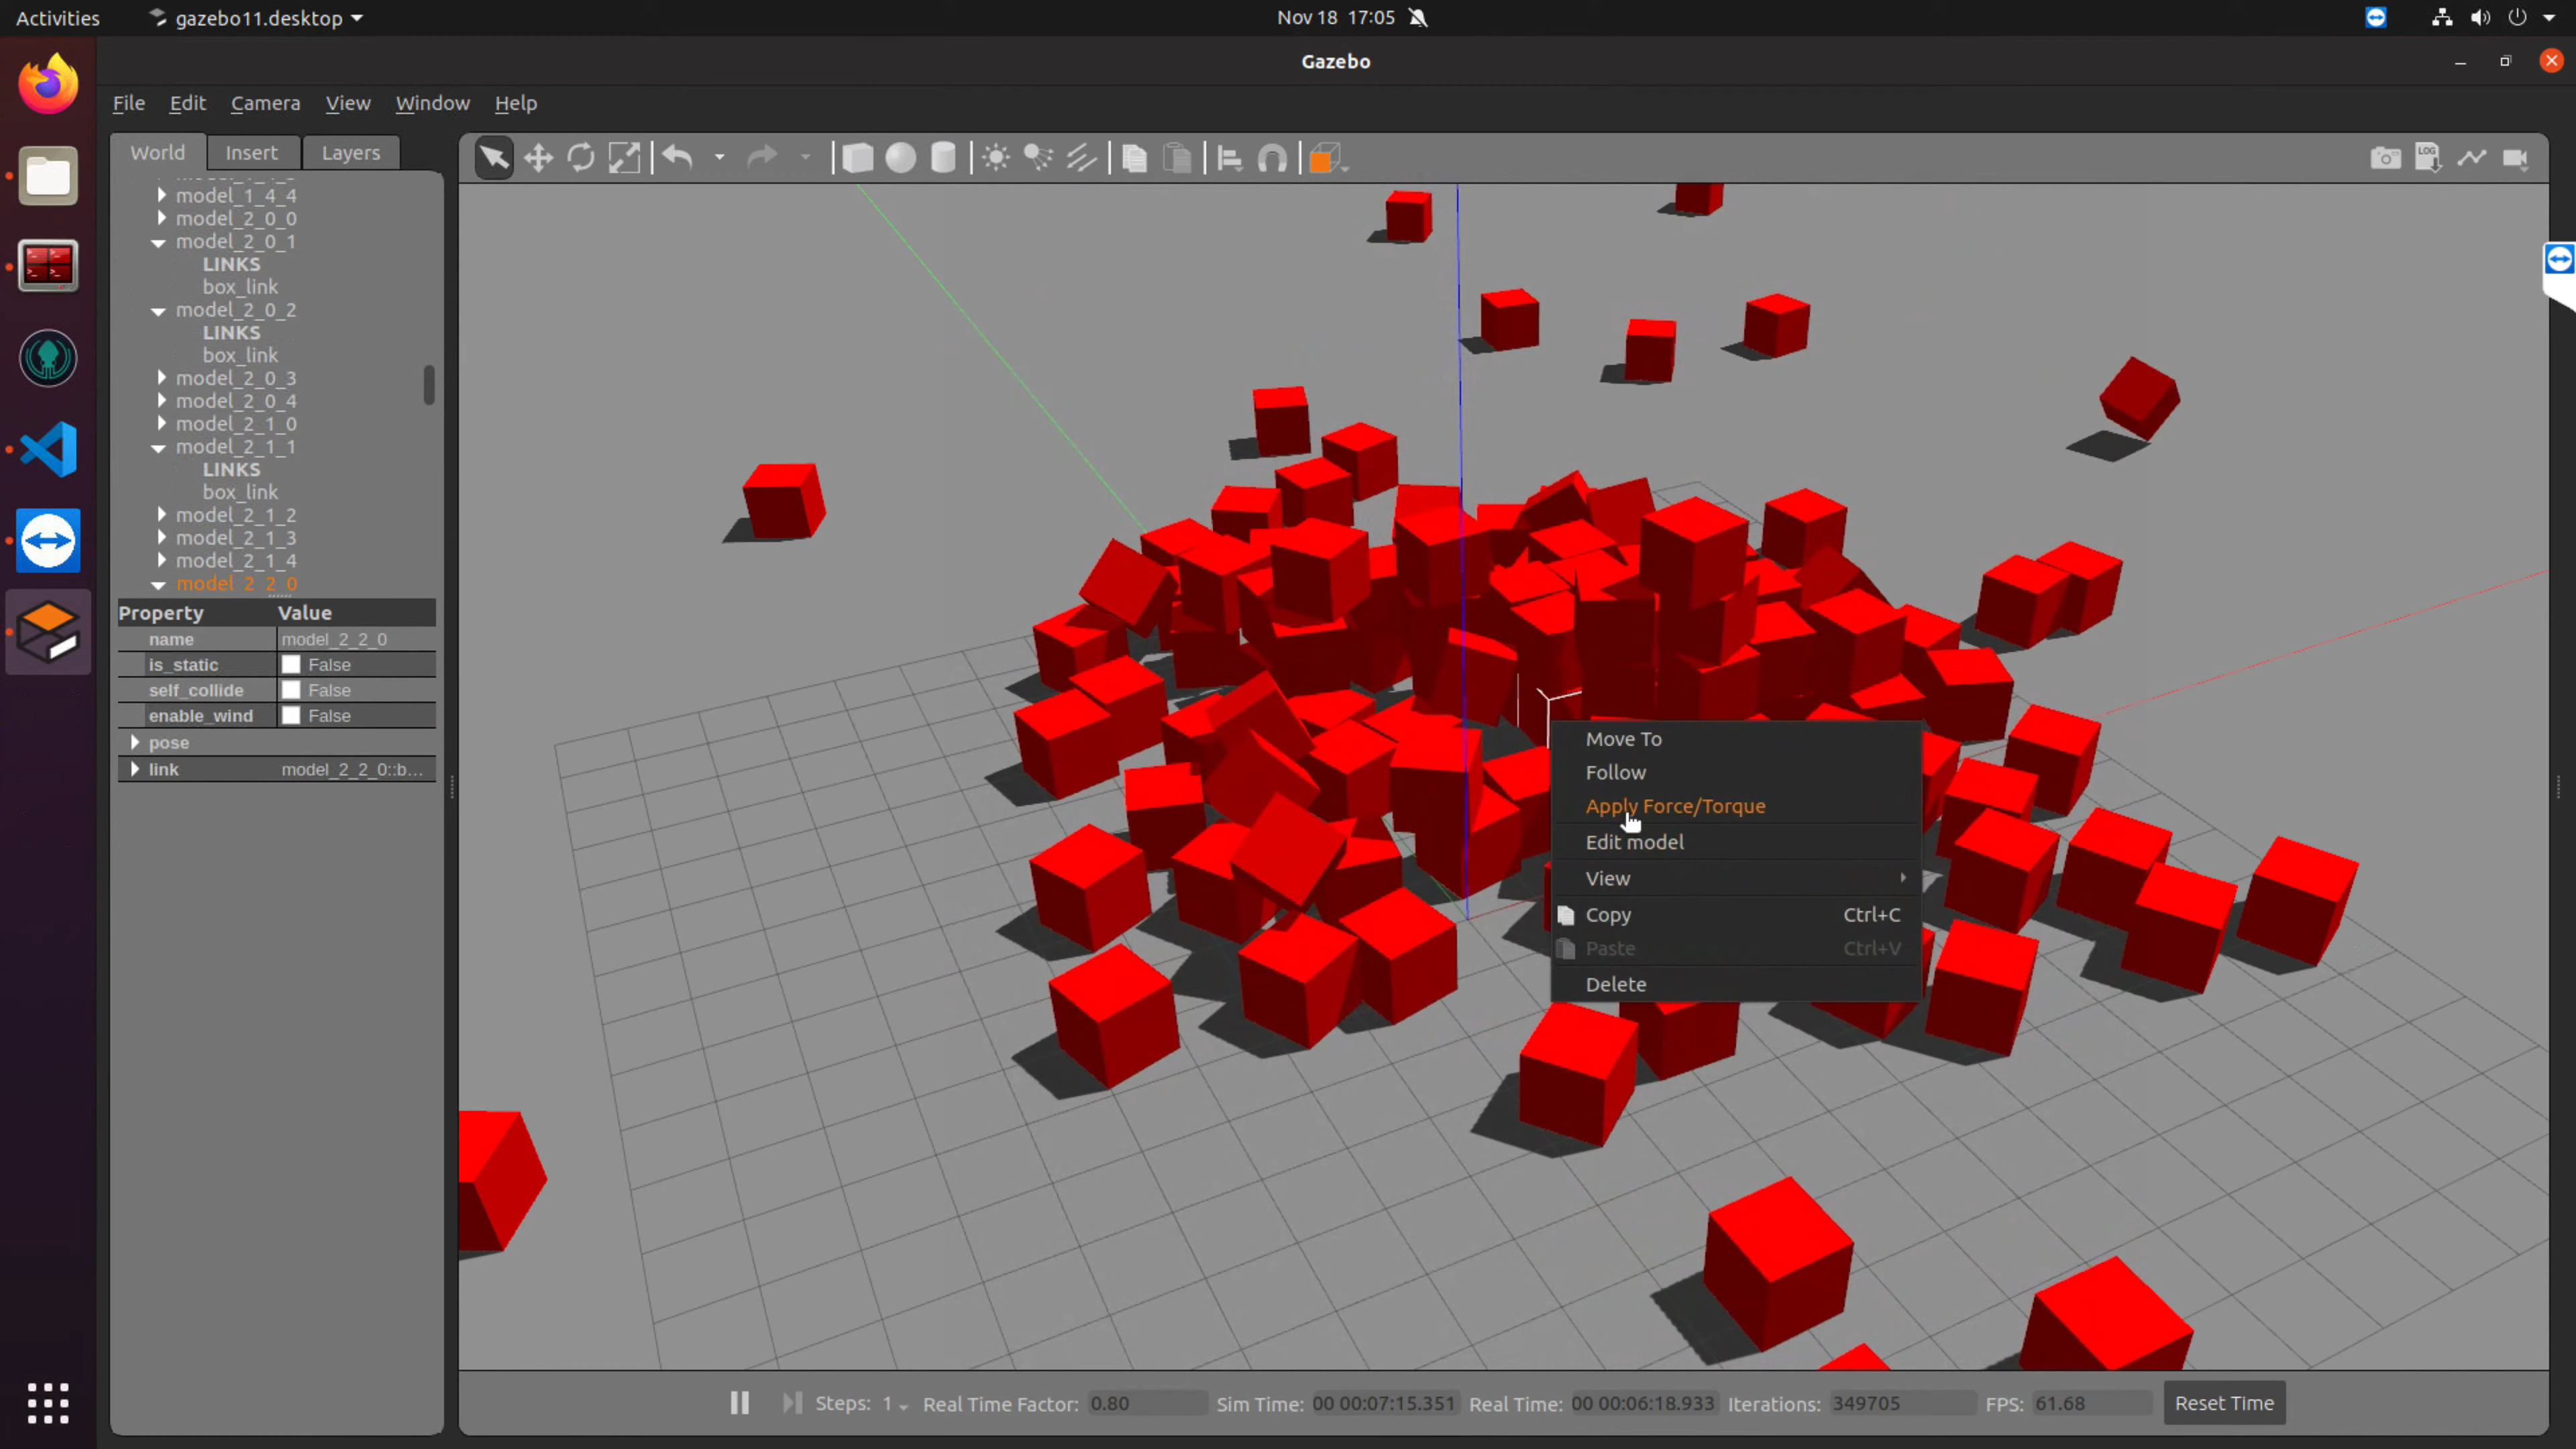 Activities
gazebo11.desktop
Nov 18 17:05
Gazebo
File Edit Camera View Window Help
World Insert Layers
LOG
model_1_4_4
model_2_0_0
model_2_0_1
LINKS
box_link
model_2_0_2
LINKS
box_link
model_2_0_3
model_2_0_4
model_2_1_0
model_2_1_1
LINKS
box_link
model_2_1_2
model_2_1_3
model_2_1_4
model_2_2_0
Property Value
name model_2_2_0
is_static False
self_collide False
enable_wind False
pose
link model_2_2_0::b...
Move To
Follow
Apply Force/Torque
Edit model
View
Copy Ctrl+C
Paste Ctrl+V
Delete
Steps: 1 Real Time Factor: 0.80 Sim Time: 00 00:07:15.351 Real Time: 00 00:06:18.933 Iterations: 349705 FPS: 61.68 Reset Time